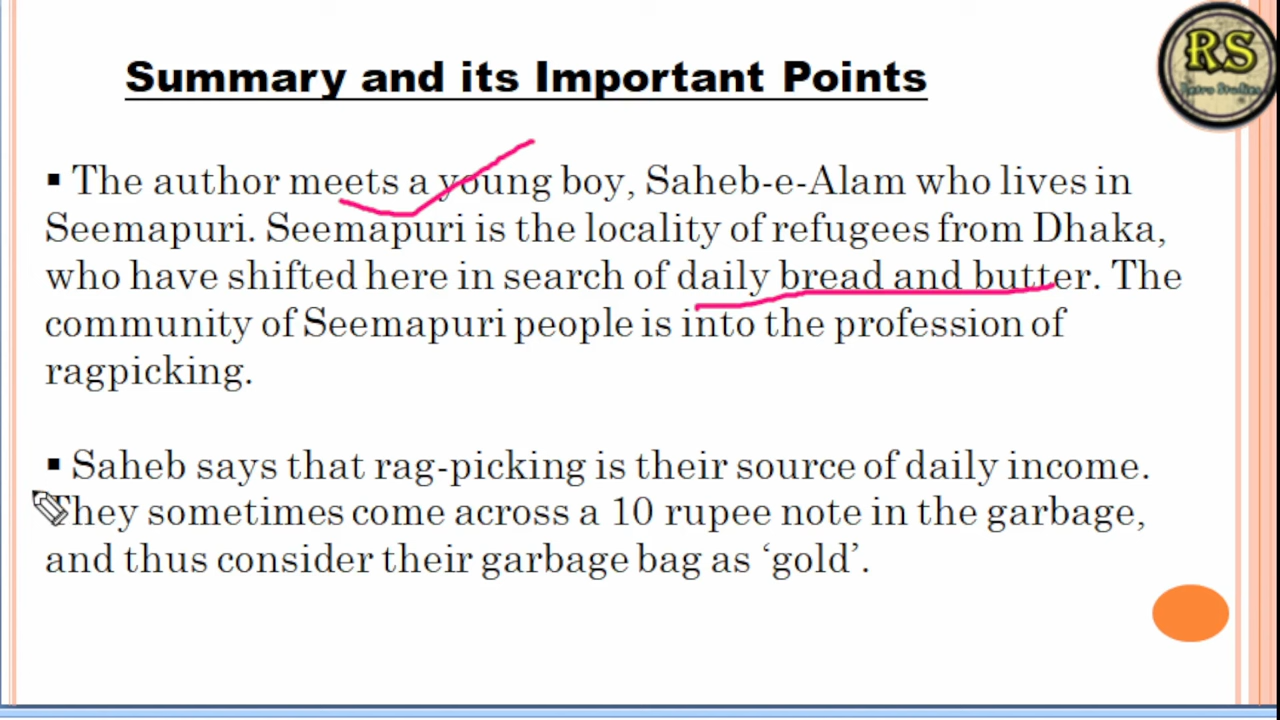 RS
Retro Studies
Summary and its Important Points
▪ The author meets a young boy, Saheb-e-Alam who lives in
Seemapuri. Seemapuri is the locality of refugees from Dhaka,
who have shifted here in search of daily bread and butter. The
community of Seemapuri people is into the profession of
ragpicking.
▪ Saheb says that rag-picking is their source of daily income.
They sometimes come across a 10 rupee note in the garbage,
and thus consider their garbage bag as ‘gold’.